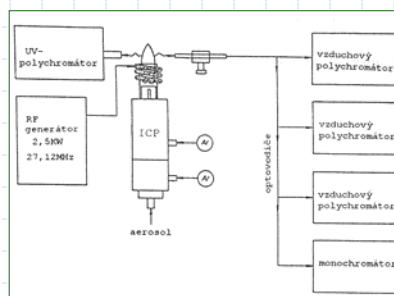 UV-
polychromátor
RF
generátor
2,5KW
27,12MHz
ICP
Ar
Ar
aerosol
optovodiče
vzduchový
polychromátor
vzduchový
polychromátor
vzduchový
polychromátor
monochromátor